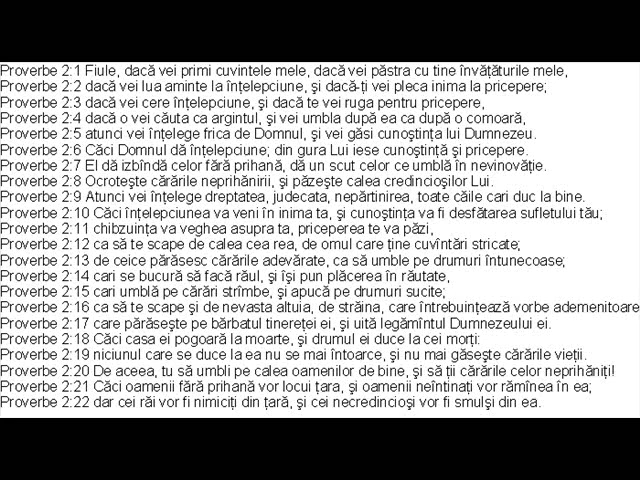 Proverbe 2:1 Fiule, dacă vei primi cuvintele mele, dacă vei păstra cu tine învăţăturile mele,
Proverbe 2:2 dacă vei lua aminte la înţelepciune, şi dacă-ţi vei pleca inima la pricepere;
Proverbe 2:3 dacă vei cere înţelepciune, şi dacă te vei ruga pentru pricepere,
Proverbe 2:4 dacă o vei căuta ca argintul, şi vei umbla după ea ca după o comoară,
Proverbe 2:5 atunci vei înţelege frica de Domnul, şi vei găsi cunoştinţa lui Dumnezeu.
Proverbe 2:6 Căci Domnul dă înţelepciune; din gura Lui iese cunoştinţă şi pricepere.
Proverbe 2:7 El dă izbîndă celor fără prihană, dă un scut celor ce umblă în nevinovăţie.
Proverbe 2:8 Ocroteşte cărările neprihănirii, şi păzeşte calea credincioşilor Lui.
Proverbe 2:9 Atunci vei înţelege dreptatea, judecata, nepărtinirea, toate căile cari duc la bine.
Proverbe 2:10 Căci înţelepciunea va veni în inima ta, şi cunoştinţa va fi desfătarea sufletului tău;
Proverbe 2:11 chibzuinţa va veghea asupra ta, priceperea te va păzi,
Proverbe 2:12 ca să te scape de calea cea rea, de omul care ţine cuvîntări stricate;
Proverbe 2:13 de ceice părăsesc cărările adevărate, ca să umble pe drumuri întunecoase;
Proverbe 2:14 cari se bucură să facă răul, şi îşi pun plăcerea în răutate,
Proverbe 2:15 cari umblă pe cărări strîmbe, şi apucă pe drumuri sucite;
Proverbe 2:16 ca să te scape şi de nevasta altuia, de străina, care întrebuinţează vorbe ademenitoare
Proverbe 2:17 care părăseşte pe bărbatul tinereţei ei, şi uită legămîntul Dumnezeului ei.
Proverbe 2:18 Căci casa ei pogoară la moarte, şi drumul ei duce la cei morţi:
Proverbe 2:19 niciunul care se duce la ea nu se mai întoarce, şi nu mai găseşte cărările vieţii.
Proverbe 2:20 De aceea, tu să umbli pe calea oamenilor de bine, şi să ţii cărările celor neprihăniţi!
Proverbe 2:21 Căci oamenii fără prihană vor locui ţara, şi oamenii neîntinaţi vor rămînea în ea;
Proverbe 2:22 dar cei răi vor fi nimiciţi din ţară, şi cei necredincioşi vor fi smulşi din ea.